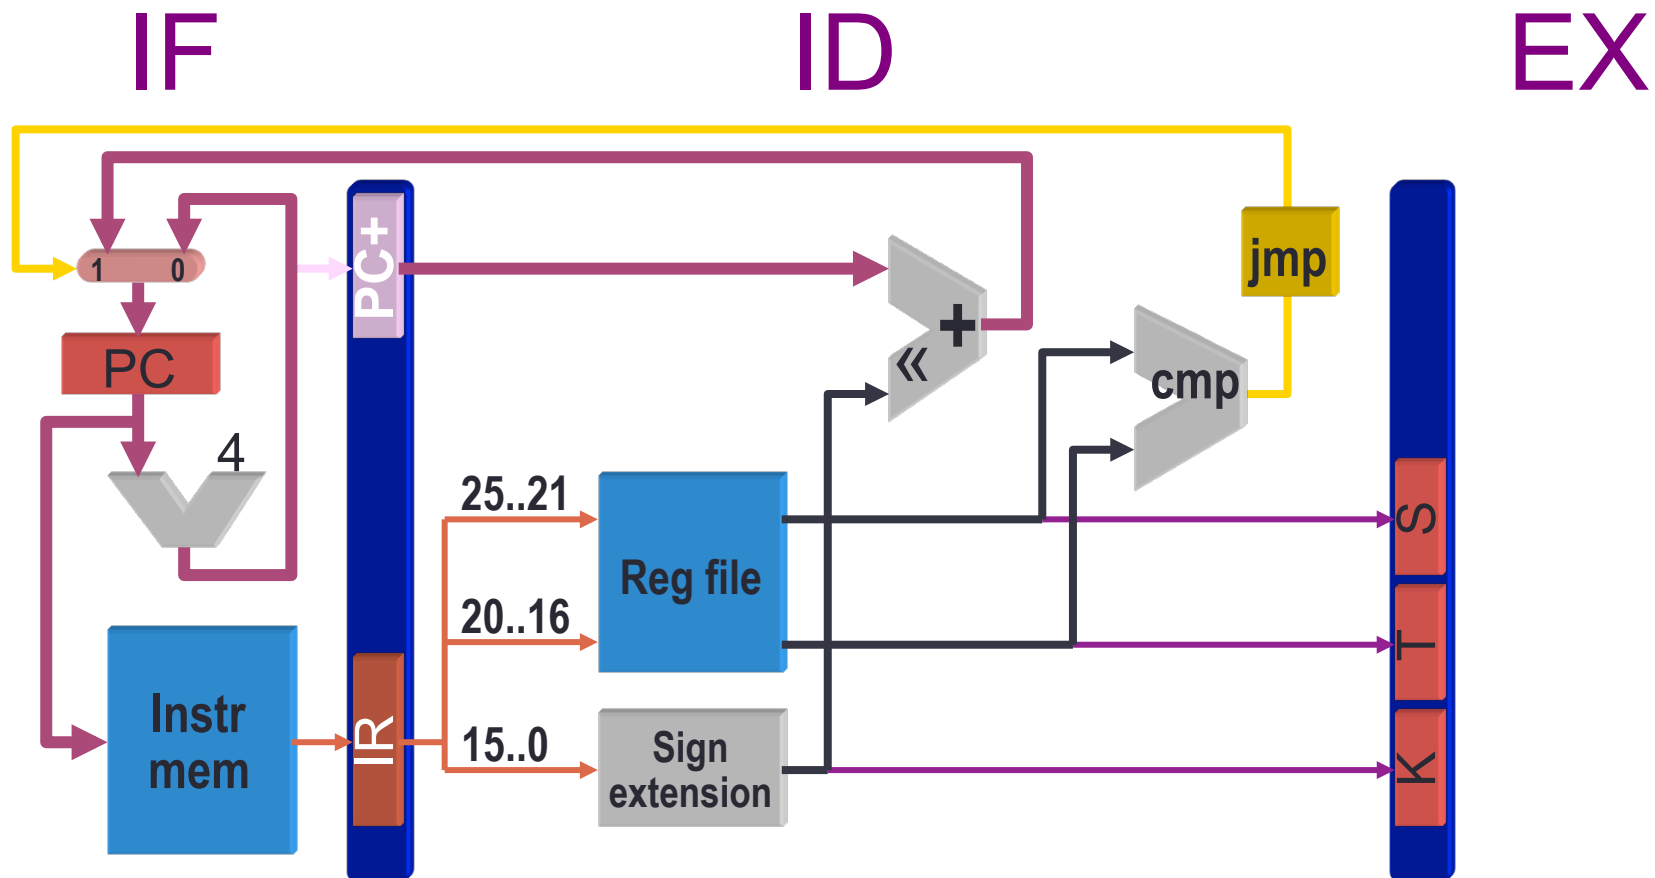 IF
ID
EX
1 0
PC+
jmp
PC
+
«
cmp
4
25..21
S
Reg file
20..16
T
Instr
mem
IR
15..0
Sign
extension
K